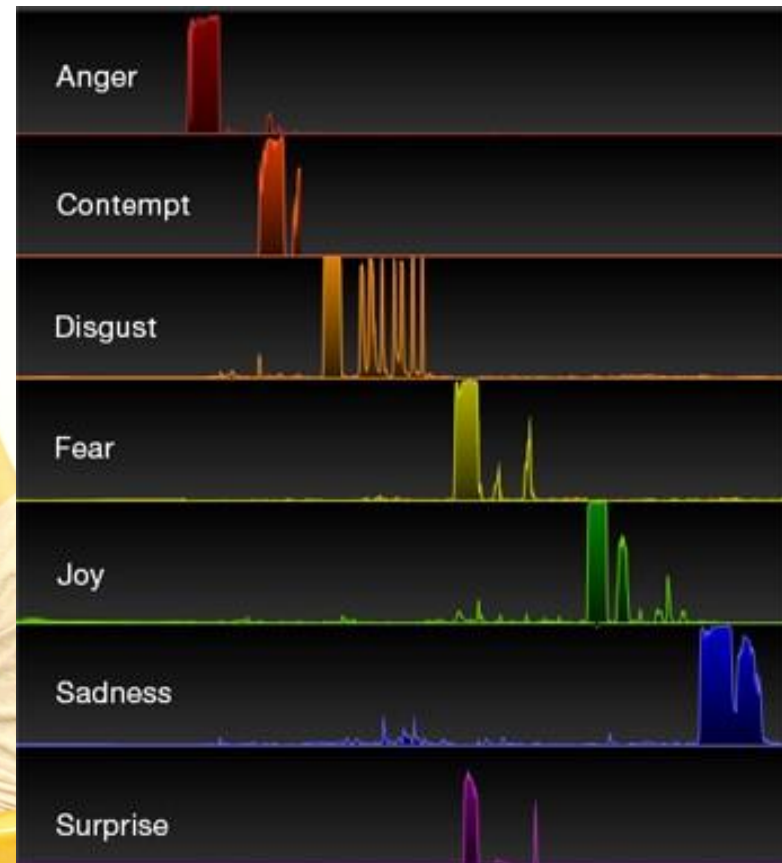 Anger
Contempt
Disgust
Fear
Joy
Sadness
Surprise